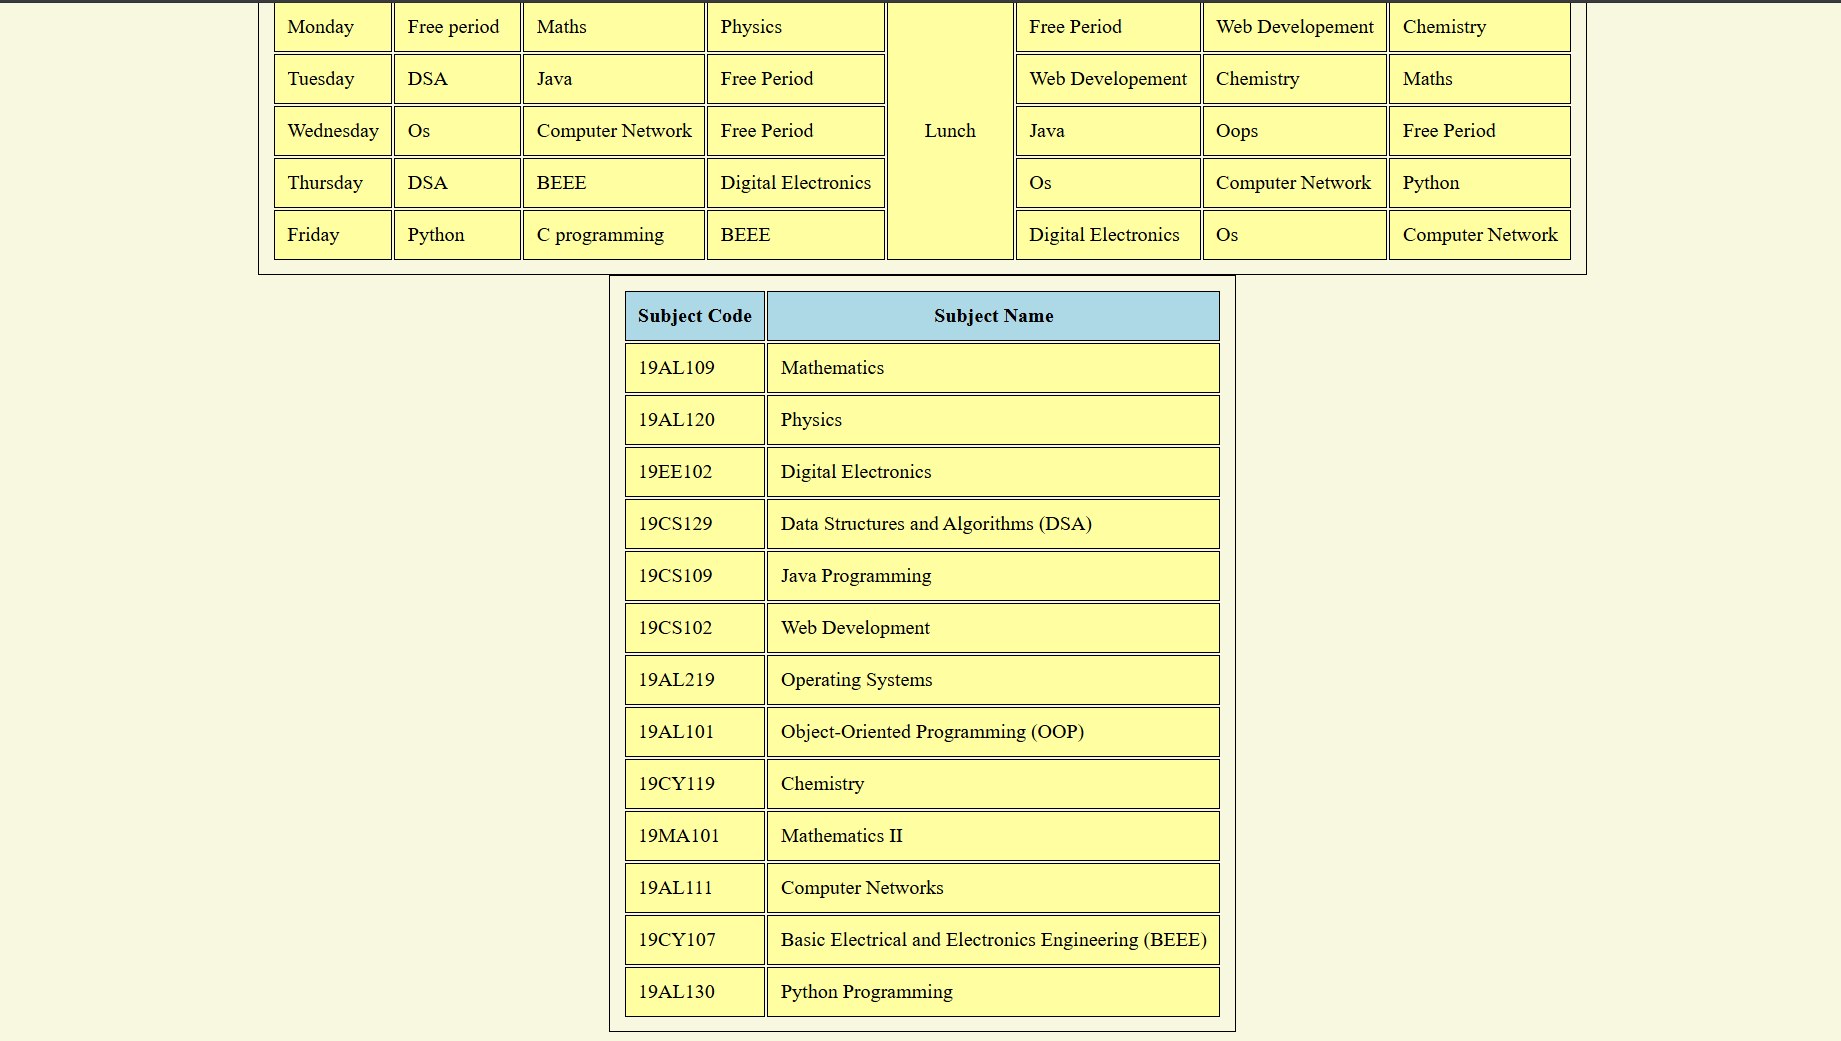 Monday Free period Maths Physics Free Period Web Developement Chemistry
Tuesday DSA Java Free Period Web Developement Chemistry Maths
Wednesday Os Computer Network Free Period Lunch Java Oops Free Period
Thursday DSA BEEE Digital Electronics Os Computer Network Python
Friday Python C programming BEEE Digital Electronics Os Computer Network
Subject Code Subject Name
19AL109 Mathematics
19AL120 Physics
19EE102 Digital Electronics
19CS129 Data Structures and Algorithms (DSA)
19CS109 Java Programming
19CS102 Web Development
19AL219 Operating Systems
19AL101 Object-Oriented Programming (OOP)
19CY119 Chemistry
19MA101 Mathematics II
19AL111 Computer Networks
19CY107 Basic Electrical and Electronics Engineering (BEEE)
19AL130 Python Programming